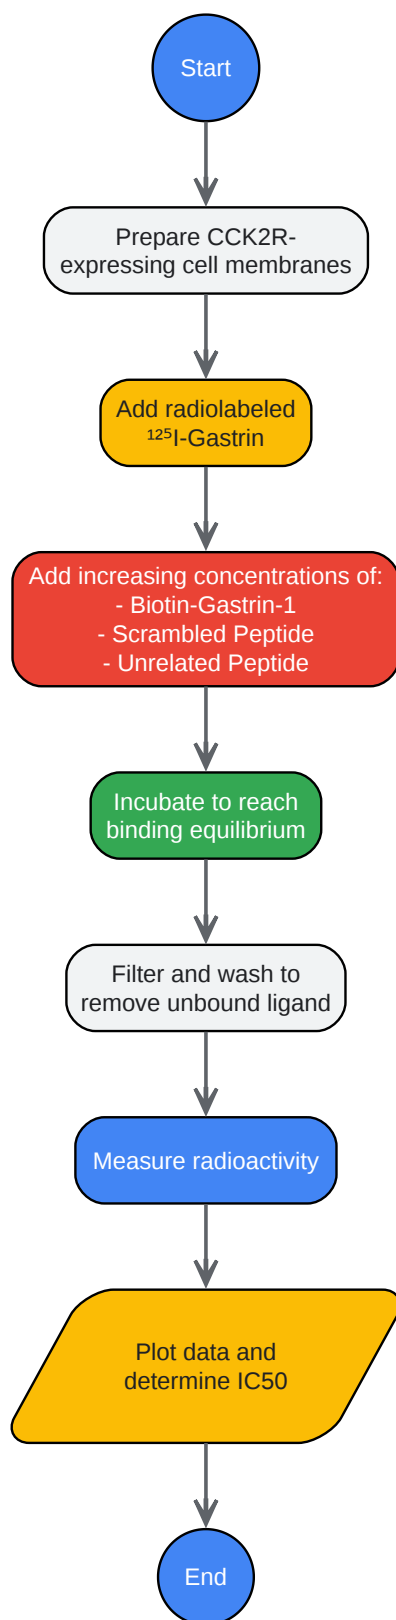 Start
Prepare CCK2R-
expressing cell membranes
Add radiolabeled
¹²⁵I-Gastrin
Add increasing concentrations of:
- Biotin-Gastrin-1
- Scrambled Peptide
- Unrelated Peptide
Incubate to reach
binding equilibrium
Filter and wash to
remove unbound ligand
Measure radioactivity
Plot data and
determine IC50
End